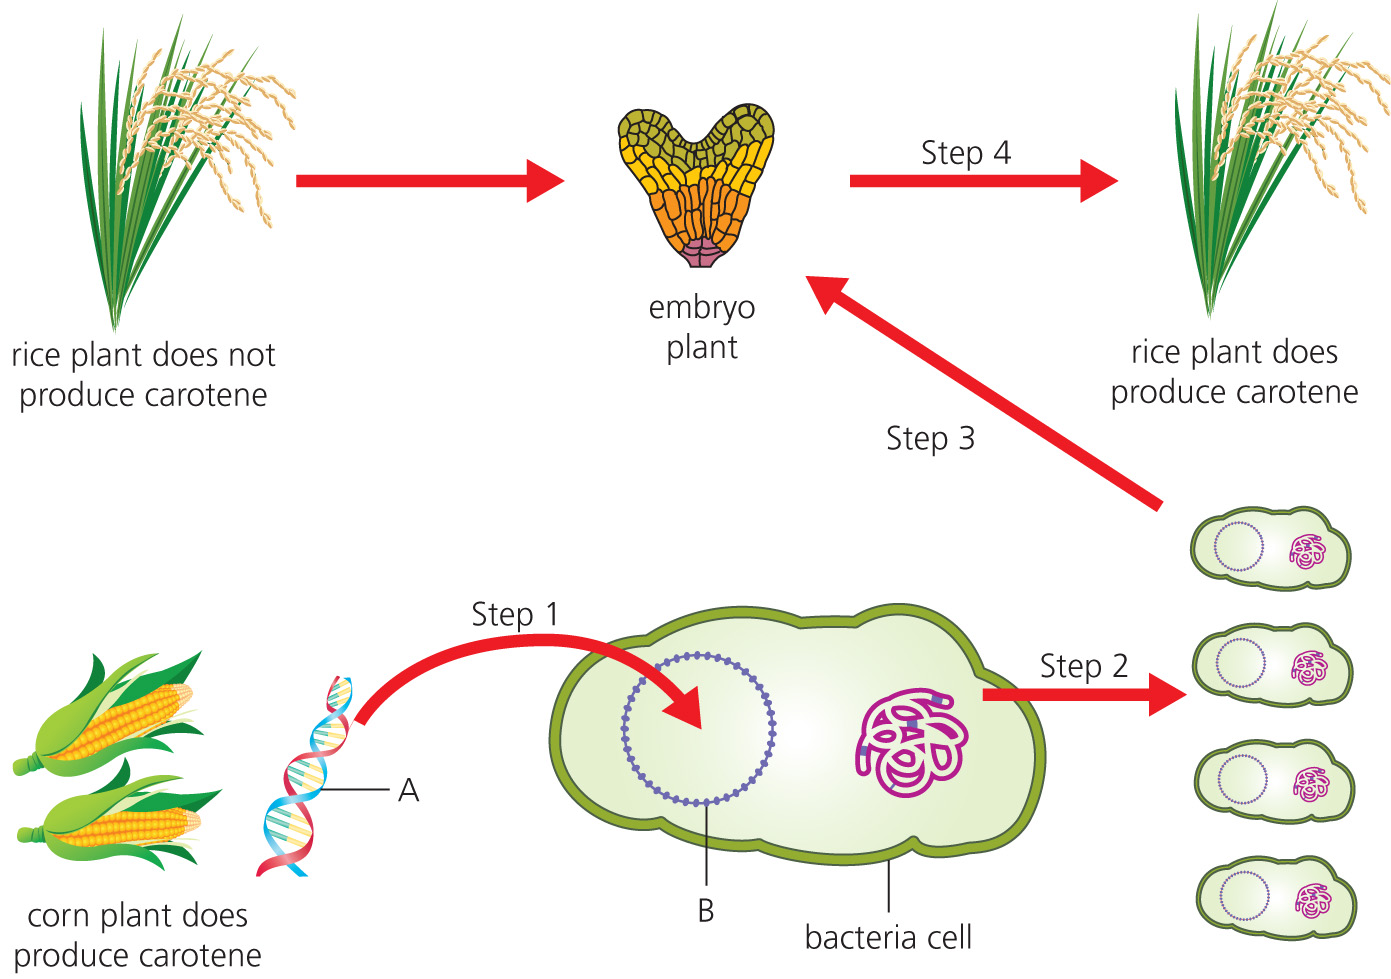 Step 4
embryo
plant
rice plant does not
produce carotene
rice plant does
produce carotene
Step 3
Step 1
Step 2
A
B
corn plant does
produce carotene
bacteria cell